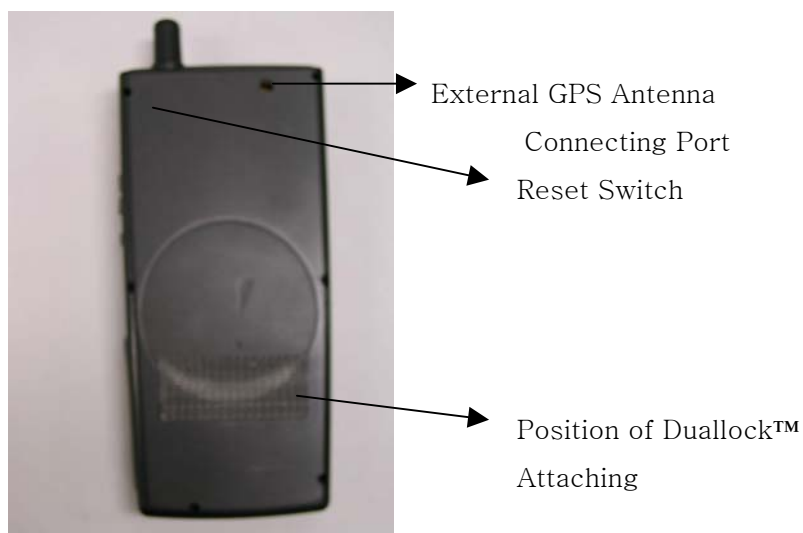 External GPS Antenna
Connecting Port
Reset Switch
Position of Duallock™
Attaching